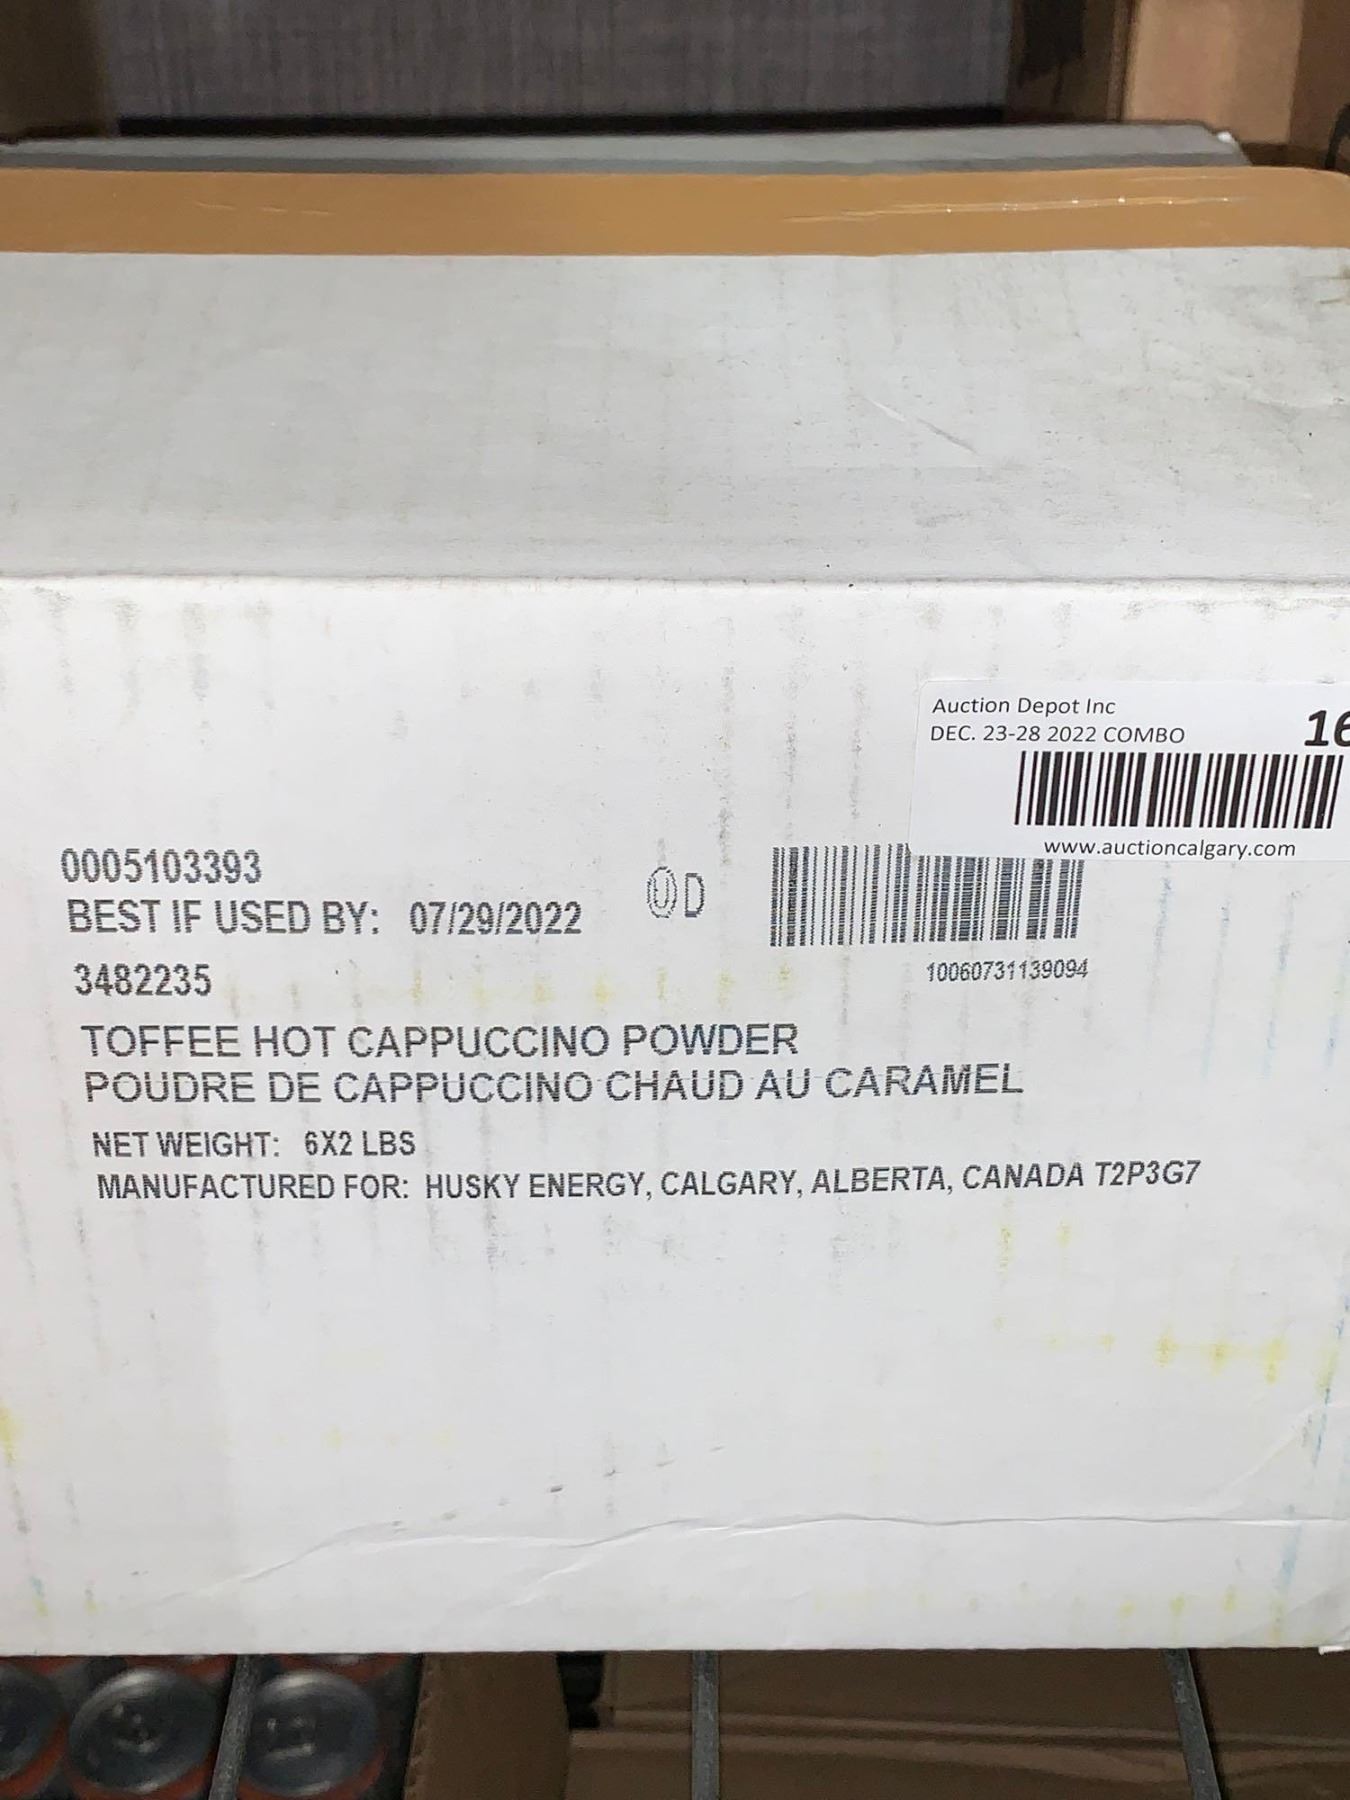 Auction Depot Inc
DEC. 23-28 2022 COMBO
www.auctioncalgary.com
0005103393
BEST IF USED BY: 07/29/2022
Ⓤ D
10060731139094
3482235
TOFFEE HOT CAPPUCCINO POWDER
POUDRE DE CAPPUCCINO CHAUD AU CARAMEL
NET WEIGHT: 6X2 LBS
MANUFACTURED FOR: HUSKY ENERGY, CALGARY, ALBERTA, CANADA T2P3G7